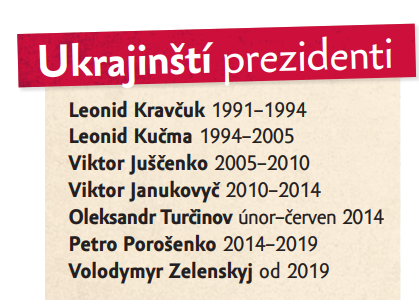 Ukrajinští prezidenti
Leonid Kravčuk 1991–1994
Leonid Kučma 1994–2005
Viktor Juščenko 2005–2010
Viktor Janukovyč 2010–2014
Oleksandr Turčinov únor–červen 2014
Petro Porošenko 2014–2019
Volodymyr Zelenskyj od 2019